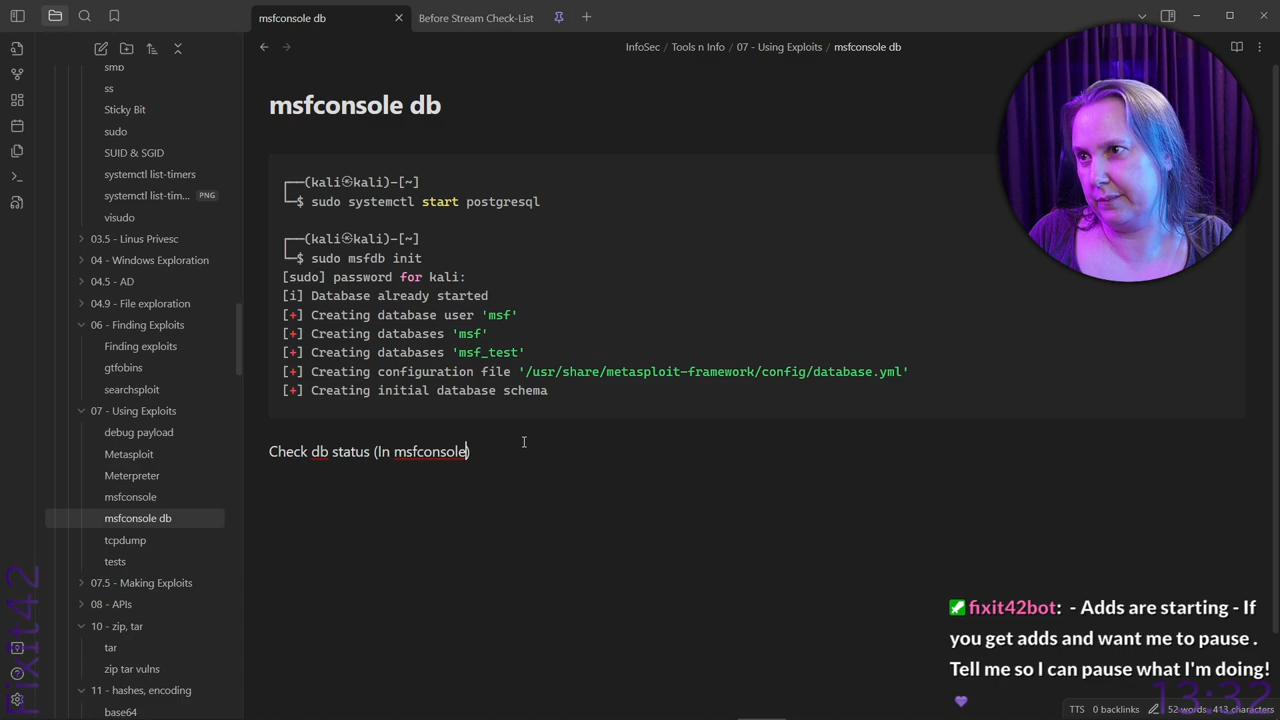 msfconsole db
Before Stream Check-List
InfoSec / Tools n Info / 07 - Using Exploits / msfconsole db
smb
ss
Sticky Bit
sudo
SUID & SGID
systemctl list-timers
systemctl list-tim... PNG
visudo
03.5 - Linus Privesc
04 - Windows Exploration
04.5 - AD
04.9 - File exploration
06 - Finding Exploits
Finding exploits
gtfobins
searchsploit
07 - Using Exploits
debug payload
Metasploit
Meterpreter
msfconsole
msfconsole db
tcpdump
tests
07.5 - Making Exploits
08 - APIs
10 - zip, tar
tar
zip tar vulns
11 - hashes, encoding
base64
msfconsole db
┌──(kali㉿kali)-[~]
└─$ sudo systemctl start postgresql
┌──(kali㉿kali)-[~]
└─$ sudo msfdb init
[sudo] password for kali:
[i] Database already started
[+] Creating database user 'msf'
[+] Creating databases 'msf'
[+] Creating databases 'msf_test'
[+] Creating configuration file '/usr/share/metasploit-framework/config/database.yml'
[+] Creating initial database schema
Check db status (In msfconsole)
fixit42bot: - Adds are starting - If
you get adds and want me to pause .
Tell me so I can pause what I'm doing!
Fixit42
13:32
TTS 0 backlinks 52 words 413 characters